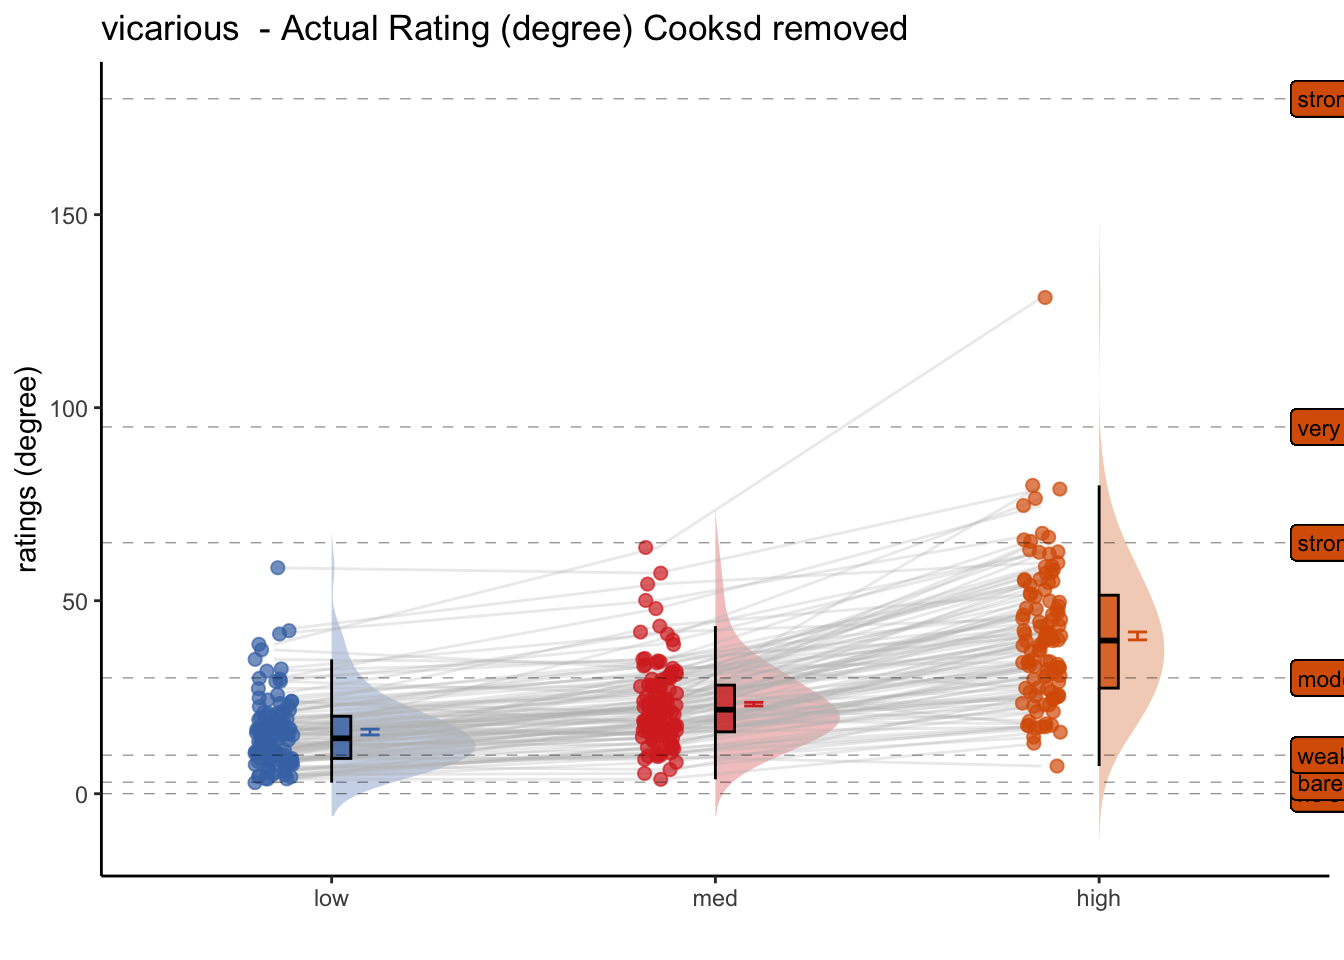 vicarious  - Actual Rating (degree) Cooksd removed
ratings (degree)
150
100
50
0
low
med
high
stron
very
stron
mode
weak
bare